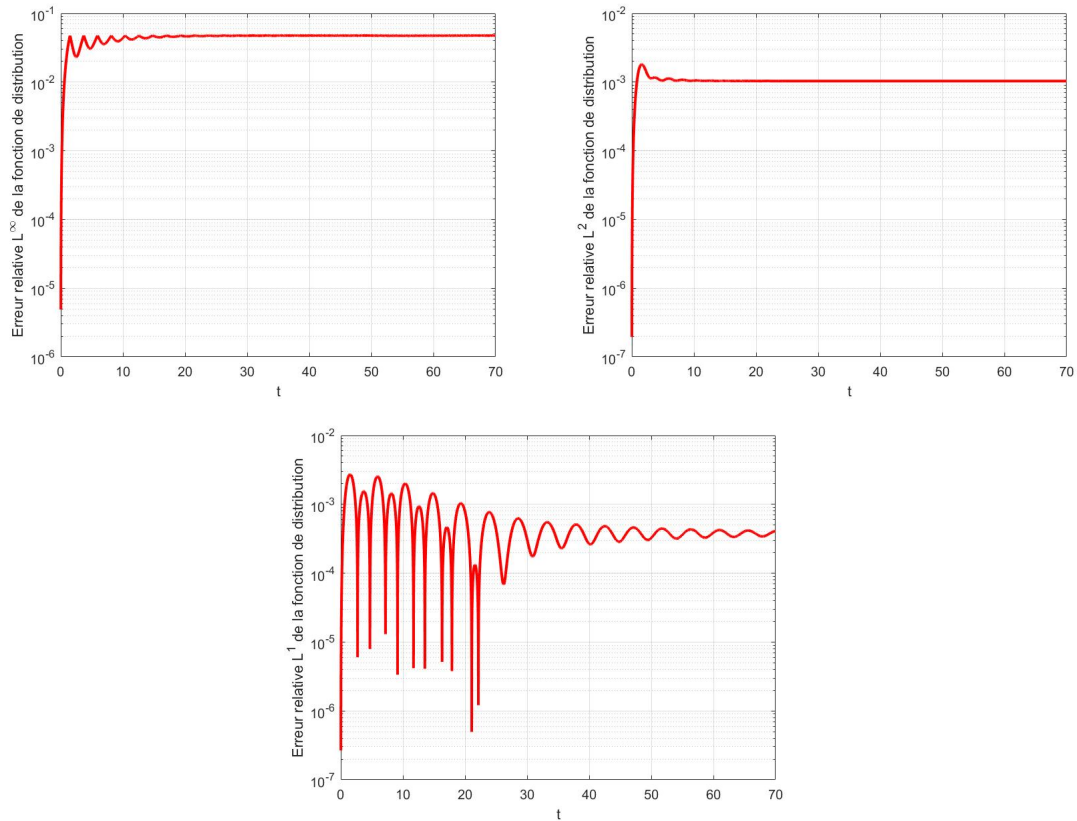 10^-1
10^-2
10^-3
10^-4
10^-5
10^-6
Erreur relative L^∞ de la fonction de distribution
0 10 20 30 40 50 60 70
t
10^-2
10^-3
10^-4
10^-5
10^-6
10^-7
Erreur relative L^2 de la fonction de distribution
0 10 20 30 40 50 60 70
t
10^-2
10^-3
10^-4
10^-5
10^-6
10^-7
Erreur relative L^1 de la fonction de distribution
0 10 20 30 40 50 60 70
t